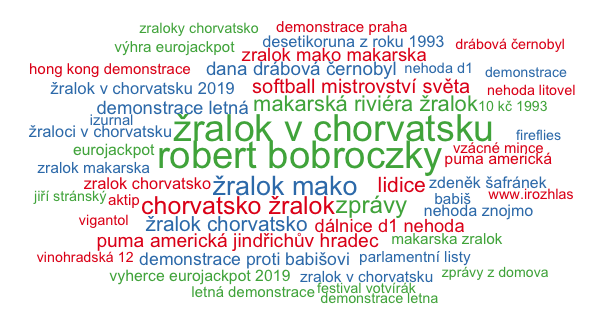 zraloky chorvatsko demonstrace praha
výhra eurojackpot desetikoruna z roku 1993 drábová černobyl
zralok mako makarska
hong kong demonstrace dana drábová černobyl nehoda d1 demonstrace
žralok v chorvatsku 2019 softball mistrovství světa nehoda litovel
demonstrace letná makarská riviéra žralok 10 kč 1993
izurnal
žraloci v chorvatsku žralok v chorvatsku fireflies
eurojackpot robert bobroczky vzácné mince
puma americká
zralok makarska
zralok chorvatsko žralok mako lidice zdeněk šafránek
jiří stránský aktip chorvatsko žralok zprávy babiš www.irozhlas
nehoda znojmo
vigantol žralok chorvatsko dálnice d1 nehoda
puma americká jindřichův hradec makarska zralok
vinohradská 12 demonstrace proti babišovi parlamentní listy
vyherce eurojackpot 2019 zralok v chorvatsku zprávy z domova
letná demonstrace festival votvírák
demonstrace letna